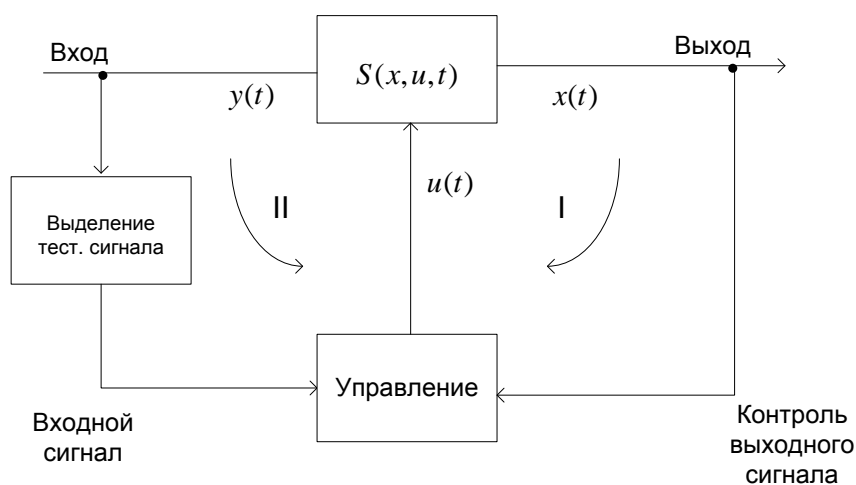 Вход
S(x,u,t)
Выход
y(t)
x(t)
u(t)
II
I
Выделение
тест. сигнала
Управление
Входной
сигнал
Контроль
выходного
сигнала